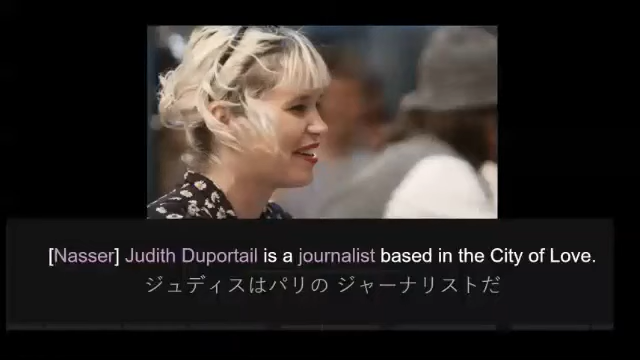 [Nasser] Judith Duportail is a journalist based in the City of Love.
ジュディスはパリの ジャーナリストだ